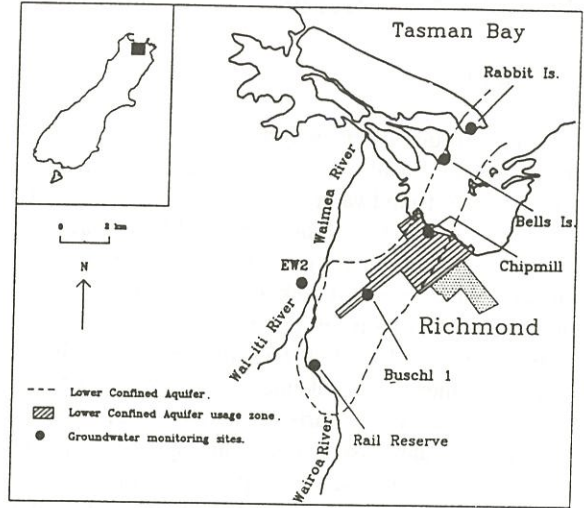 Tasman Bay
Rabbit Is.
Waimea River
Bells Is.
0 2 km
Chipmill
N
EW2
Richmond
Wai-iti River
Buschl 1
Lower Confined Aquifer.
Lower Confined Aquifer usage zone.
Groundwater monitoring sites.
Rail Reserve
Wairoa River